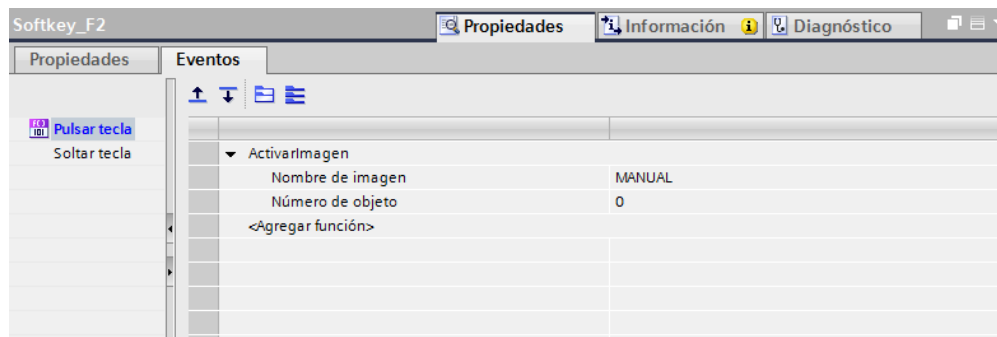 Softkey_F2 Propiedades Información Diagnóstico
Propiedades Eventos
Pulsar tecla
Soltar tecla
ActivarImagen
Nombre de imagen MANUAL
Número de objeto 0
<Agregar función>